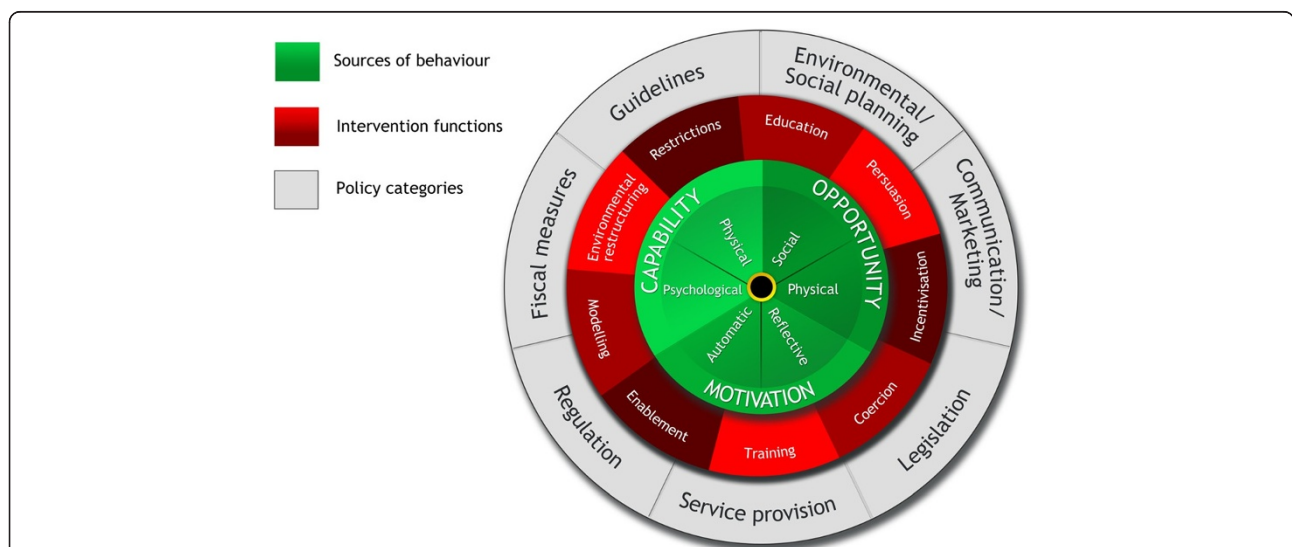 Sources of behaviour
Intervention functions
Policy categories
Guidelines
Environmental/
Social planning
Communication/
Marketing
Legislation
Service provision
Regulation
Fiscal measures
Restrictions
Education
Persuasion
Incentivisation
Coercion
Training
Enablement
Modelling
Environmental
restructuring
CAPABILITY
OPPORTUNITY
MOTIVATION
Physical
Social
Psychological
Physical
Automatic
Reflective